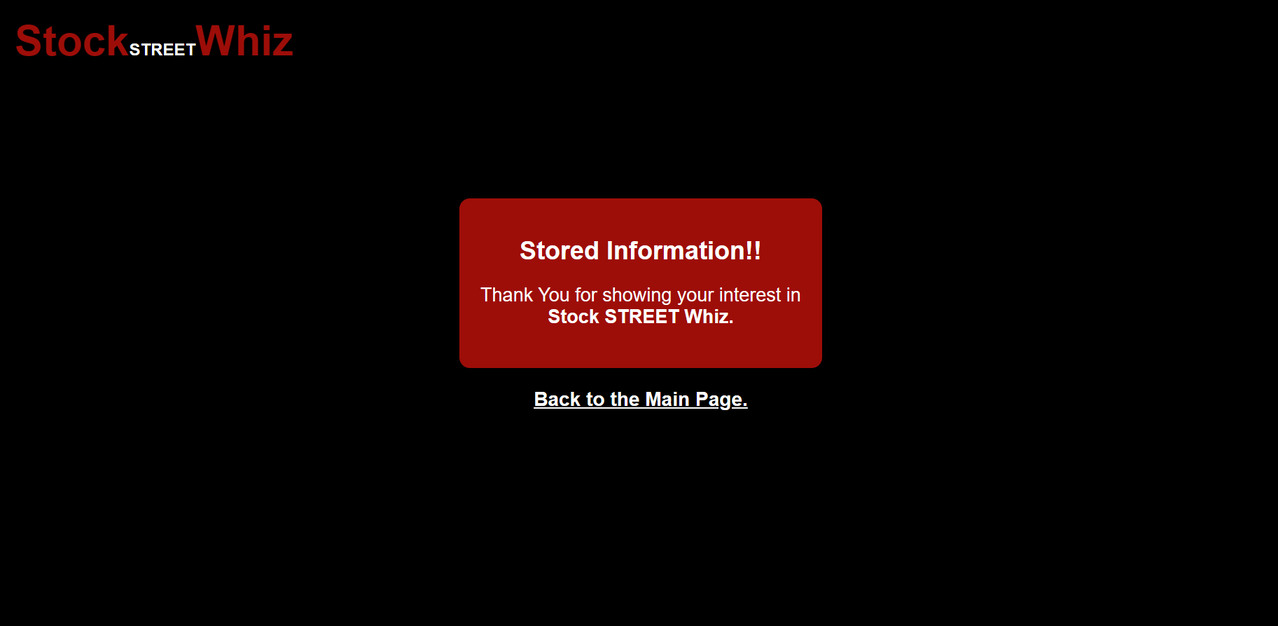 StockSTREETWhiz
Stored Information!!
Thank You for showing your interest in
Stock STREET Whiz.
Back to the Main Page.